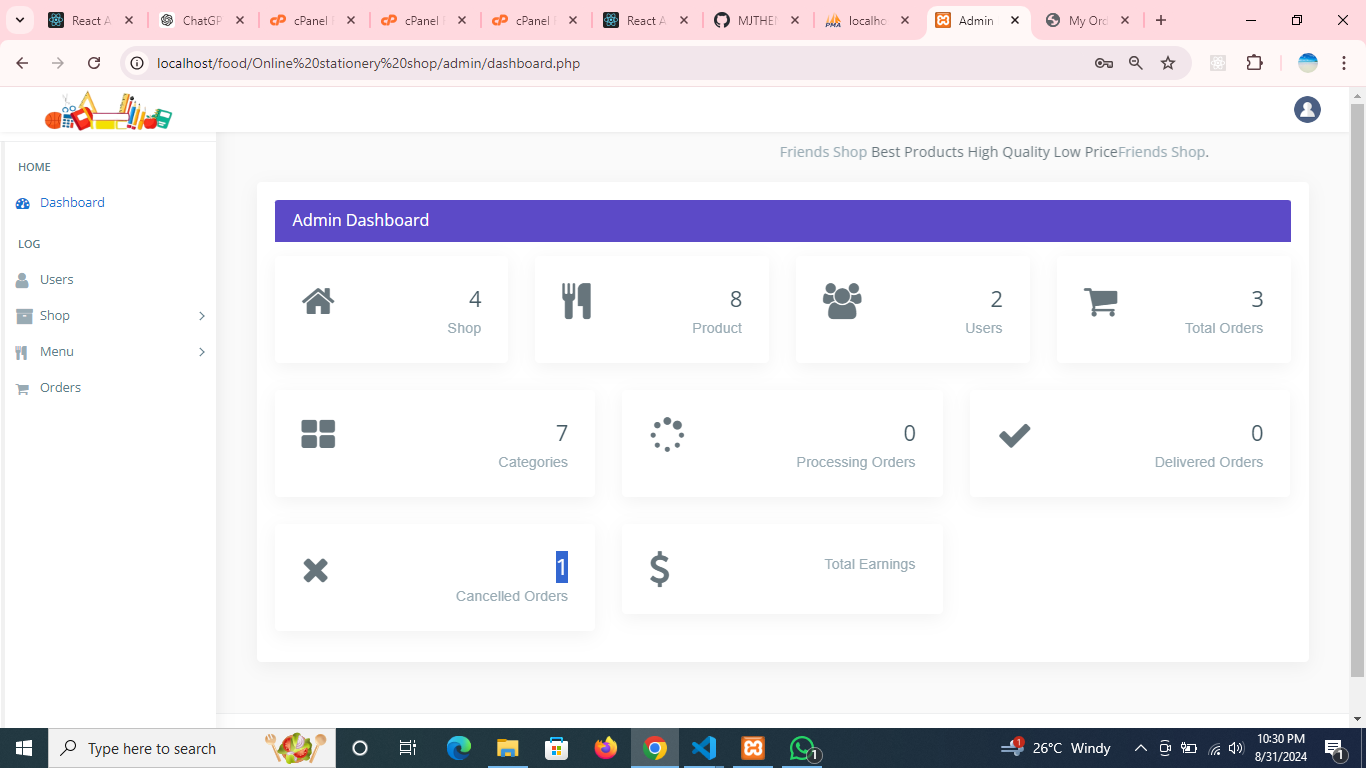 React A
ChatGP
cPanel
cPanel
cPanel
React A
MJTHE
localho
Admin
My Ord
localhost/food/Online%20stationery%20shop/admin/dashboard.php
Friends Shop Best Products High Quality Low PriceFriends Shop.
HOME
Dashboard
LOG
Users
Shop
Menu
Orders
Admin Dashboard
4
Shop
8
Product
2
Users
3
Total Orders
7
Categories
0
Processing Orders
0
Delivered Orders
1
Cancelled Orders
Total Earnings
Type here to search
1
1
26°C Windy
10:30 PM
8/31/2024
1